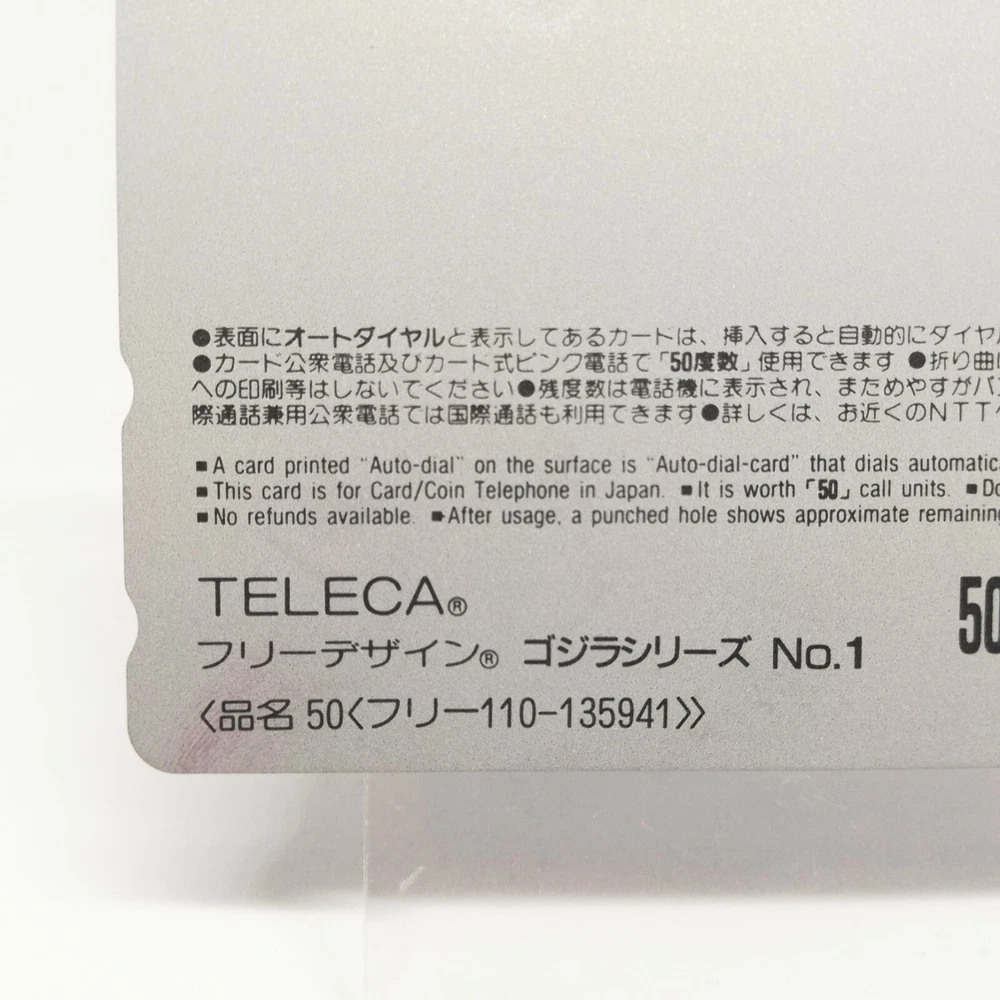 ●表面にオートダイヤルと表示してあるカードは、挿入すると自動的にダイヤル
●カード公衆電話及びカード式ピンク電話で「50度数」使用できます ●折り曲げ
への印刷等はしないでください●残度数は電話機に表示され、まためやすがパ
際通話兼用公衆電話では国際通話も利用できます●詳しくは、お近くのNTT
■A card printed "Auto-dial" on the surface is "Auto-dial-card" that dials automatica
■This card is for Card/Coin Telephone in Japan. ■It is worth「50」call units. ■Do
■No refunds available. ■After usage, a punched hole shows approximate remaining
TELECA®
50
フリーデザイン® ゴジラシリーズ No.1
〈品名 50〈フリー110-135941〉〉